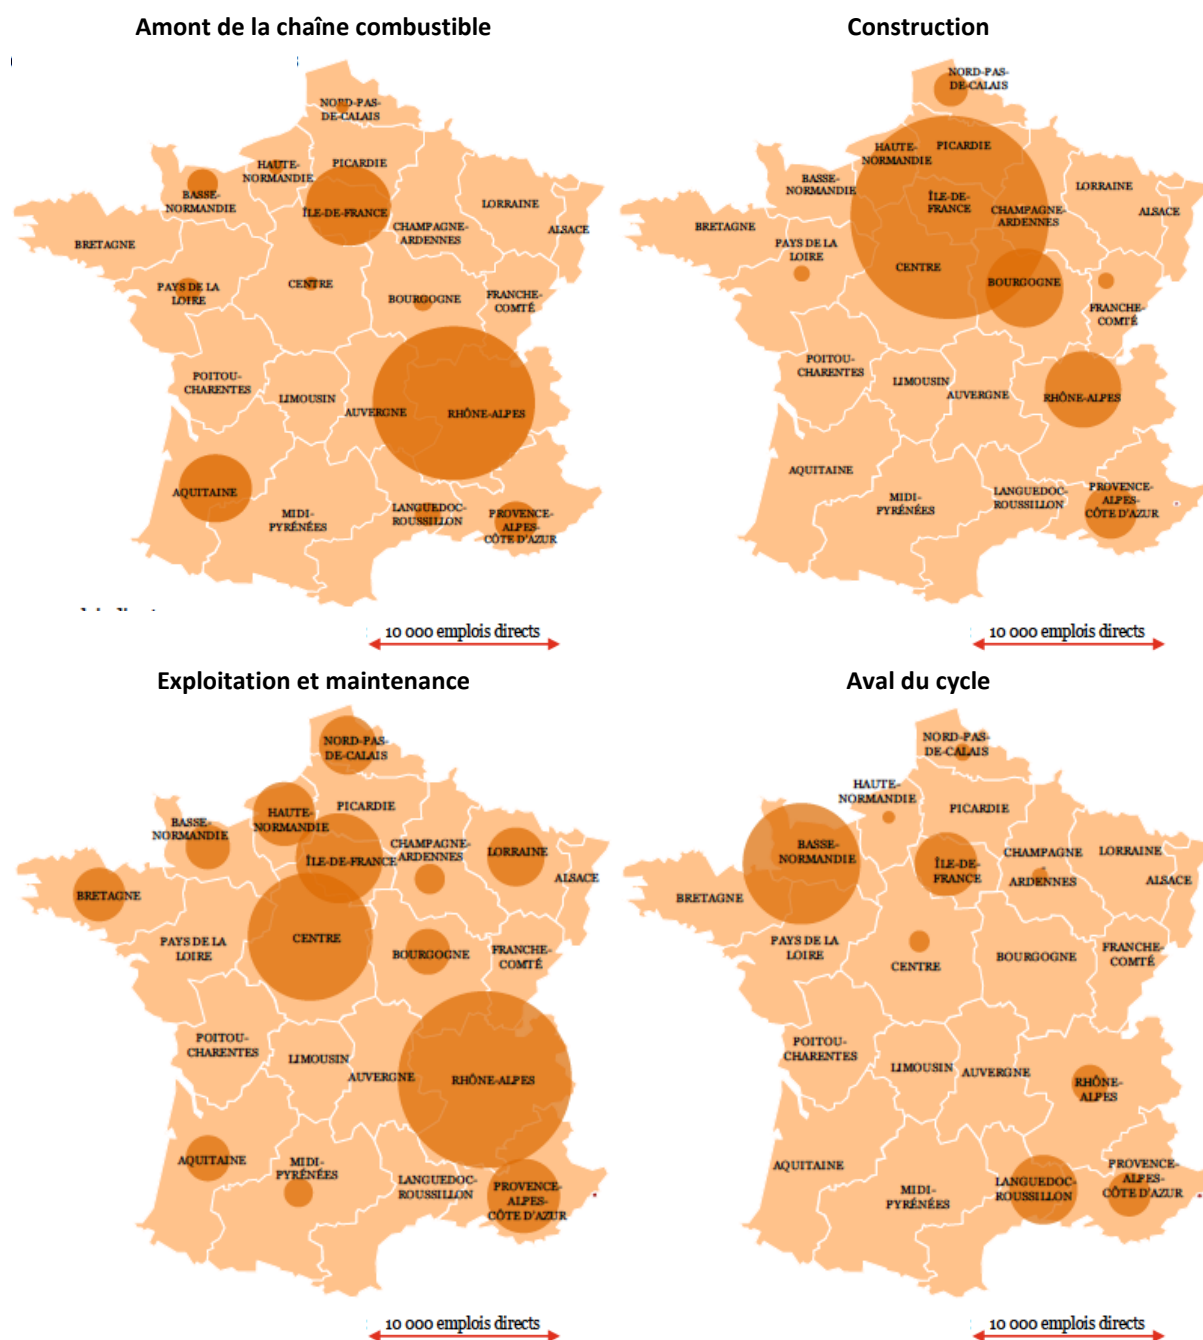 Amont de la chaîne combustible
NORD-PAS-
DE-CALAIS
HAUTE-
NORMANDIE
PICARDIE
BASSE-
NORMANDIE
ÎLE-DE-FRANCE
LORRAINE
ALSACE
CHAMPAGNE-
ARDENNES
BRETAGNE
PAYS DE LA
LOIRE
CENTRE
BOURGOGNE
FRANCHE-
COMTÉ
POITOU-
CHARENTES
LIMOUSIN
AUVERGNE
RHÔNE-ALPES
AQUITAINE
MIDI-
PYRÉNÉES
LANGUEDOC-
ROUSSILLON
PROVENCE-
ALPES-
CÔTE D'AZUR
10 000 emplois directs
Construction
NORD-PAS-
DE-CALAIS
HAUTE-
NORMANDIE
PICARDIE
BASSE-
NORMANDIE
ÎLE-DE-
FRANCE
LORRAINE
ALSACE
CHAMPAGNE-
ARDENNES
BRETAGNE
PAYS DE LA
LOIRE
CENTRE
BOURGOGNE
FRANCHE-
COMTÉ
POITOU-
CHARENTES
LIMOUSIN
AUVERGNE
RHÔNE-ALPES
AQUITAINE
MIDI-
PYRÉNÉES
LANGUEDOC-
ROUSSILLON
PROVENCE-
ALPES-
CÔTE D'AZUR
10 000 emplois directs
Exploitation et maintenance
NORD-PAS-
DE-CALAIS
HAUTE-
NORMANDIE
PICARDIE
BASSE-
NORMANDIE
ÎLE-DE-FRANCE
CHAMPAGNE-
ARDENNES
LORRAINE
ALSACE
BRETAGNE
PAYS DE LA
LOIRE
CENTRE
BOURGOGNE
FRANCHE-
COMTÉ
POITOU-
CHARENTES
LIMOUSIN
AUVERGNE
RHÔNE-ALPES
AQUITAINE
MIDI-
PYRÉNÉES
LANGUEDOC-
ROUSSILLON
PROVENCE-
ALPES-
CÔTE D'AZUR
10 000 emplois directs
Aval du cycle
NORD-PAS-
DE-CALAIS
HAUTE-
NORMANDIE
PICARDIE
BASSE-
NORMANDIE
ÎLE-DE-
FRANCE
CHAMPAGNE
ARDENNES
LORRAINE
ALSACE
BRETAGNE
PAYS DE LA
LOIRE
CENTRE
BOURGOGNE
FRANCHE-
COMTÉ
POITOU-
CHARENTES
LIMOUSIN
AUVERGNE
RHÔNE-
ALPES
AQUITAINE
MIDI-
PYRÉNÉES
LANGUEDOC-
ROUSSILLON
PROVENCE-
ALPES-
CÔTE D'AZUR
10 000 emplois directs